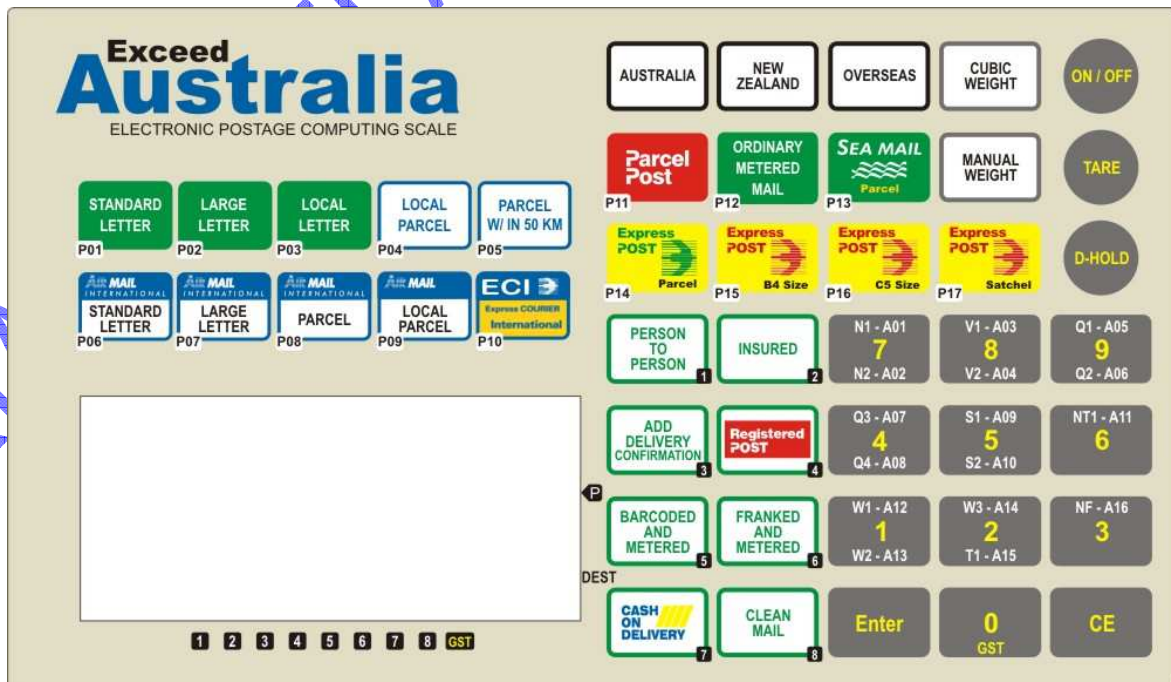 Exceed
Australia
ELECTRONIC POSTAGE COMPUTING SCALE
AUSTRALIA
NEW
ZEALAND
OVERSEAS
CUBIC
WEIGHT
ON / OFF
Parcel
Post
P11
ORDINARY
METERED
MAIL
P12
SEA MAIL
Parcel
P13
MANUAL
WEIGHT
TARE
STANDARD
LETTER
P01
LARGE
LETTER
P02
LOCAL
LETTER
P03
LOCAL
PARCEL
P04
PARCEL
W/ IN 50 KM
P05
Express
POST
Parcel
P14
Express
POST
B4 Size
P15
Express
POST
C5 Size
P16
Express
POST
Satchel
P17
D-HOLD
AIR MAIL
INTERNATIONAL
STANDARD
LETTER
P06
AIR MAIL
INTERNATIONAL
LARGE
LETTER
P07
AIR MAIL
INTERNATIONAL
PARCEL
P08
AIR MAIL
LOCAL
PARCEL
P09
ECI
Express COURIER
International
P10
PERSON
TO
PERSON
1
INSURED
2
N1 - A01
7
N2 - A02
V1 - A03
8
V2 - A04
Q1 - A05
9
Q2 - A06
ADD
DELIVERY
CONFIRMATION
3
Registered
POST
4
Q3 - A07
4
Q4 - A08
S1 - A09
5
S2 - A10
NT1 - A11
6
P
BARCODED
AND
METERED
5
FRANKED
AND
METERED
6
W1 - A12
1
W2 - A13
W3 - A14
2
T1 - A15
NF - A16
3
DEST
CASH
ON
DELIVERY
7
CLEAN
MAIL
8
Enter
0
GST
CE
1 2 3 4 5 6 7 8 GST